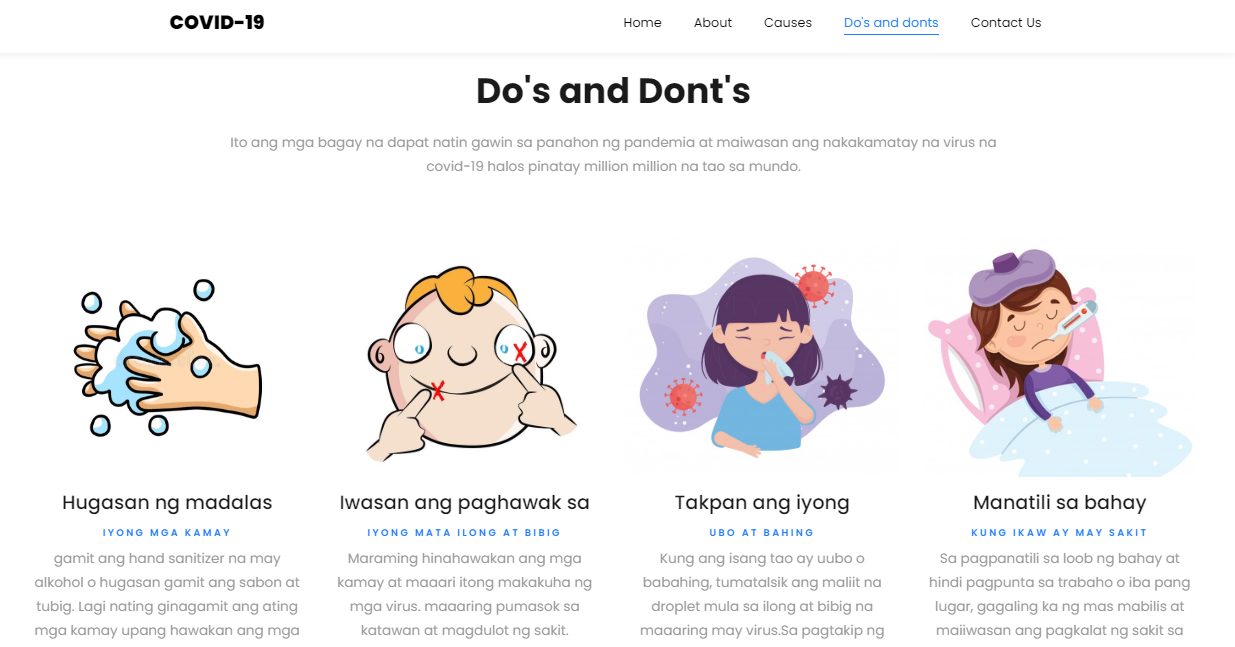 COVID-19
Home About Causes Do's and donts Contact Us
Do's and Dont's
Ito ang mga bagay na dapat natin gawin sa panahon ng pandemia at maiwasan ang nakakamatay na virus na
covid-19 halos pinatay million million na tao sa mundo.
Hugasan ng madalas
IYONG MGA KAMAY
gamit ang hand sanitizer na may
alkohol o hugasan gamit ang sabon at
tubig. Lagi nating ginagamit ang ating
mga kamay upang hawakan ang mga
Iwasan ang paghawak sa
IYONG MATA ILONG AT BIBIG
Maraming hinahawakan ang mga
kamay at maaari itong makakuha ng
mga virus. maaaring pumasok sa
katawan at magdulot ng sakit.
Takpan ang iyong
UBO AT BAHING
Kung ang isang tao ay uubo o
babahing, tumatalsik ang maliit na
droplet mula sa ilong at bibig na
maaaring may virus.Sa pagtakip ng
Manatili sa bahay
KUNG IKAW AY MAY SAKIT
Sa pagpanatili sa loob ng bahay at
hindi pagpunta sa trabaho o iba pang
lugar, gagaling ka ng mas mabilis at
maiiwasan ang pagkalat ng sakit sa